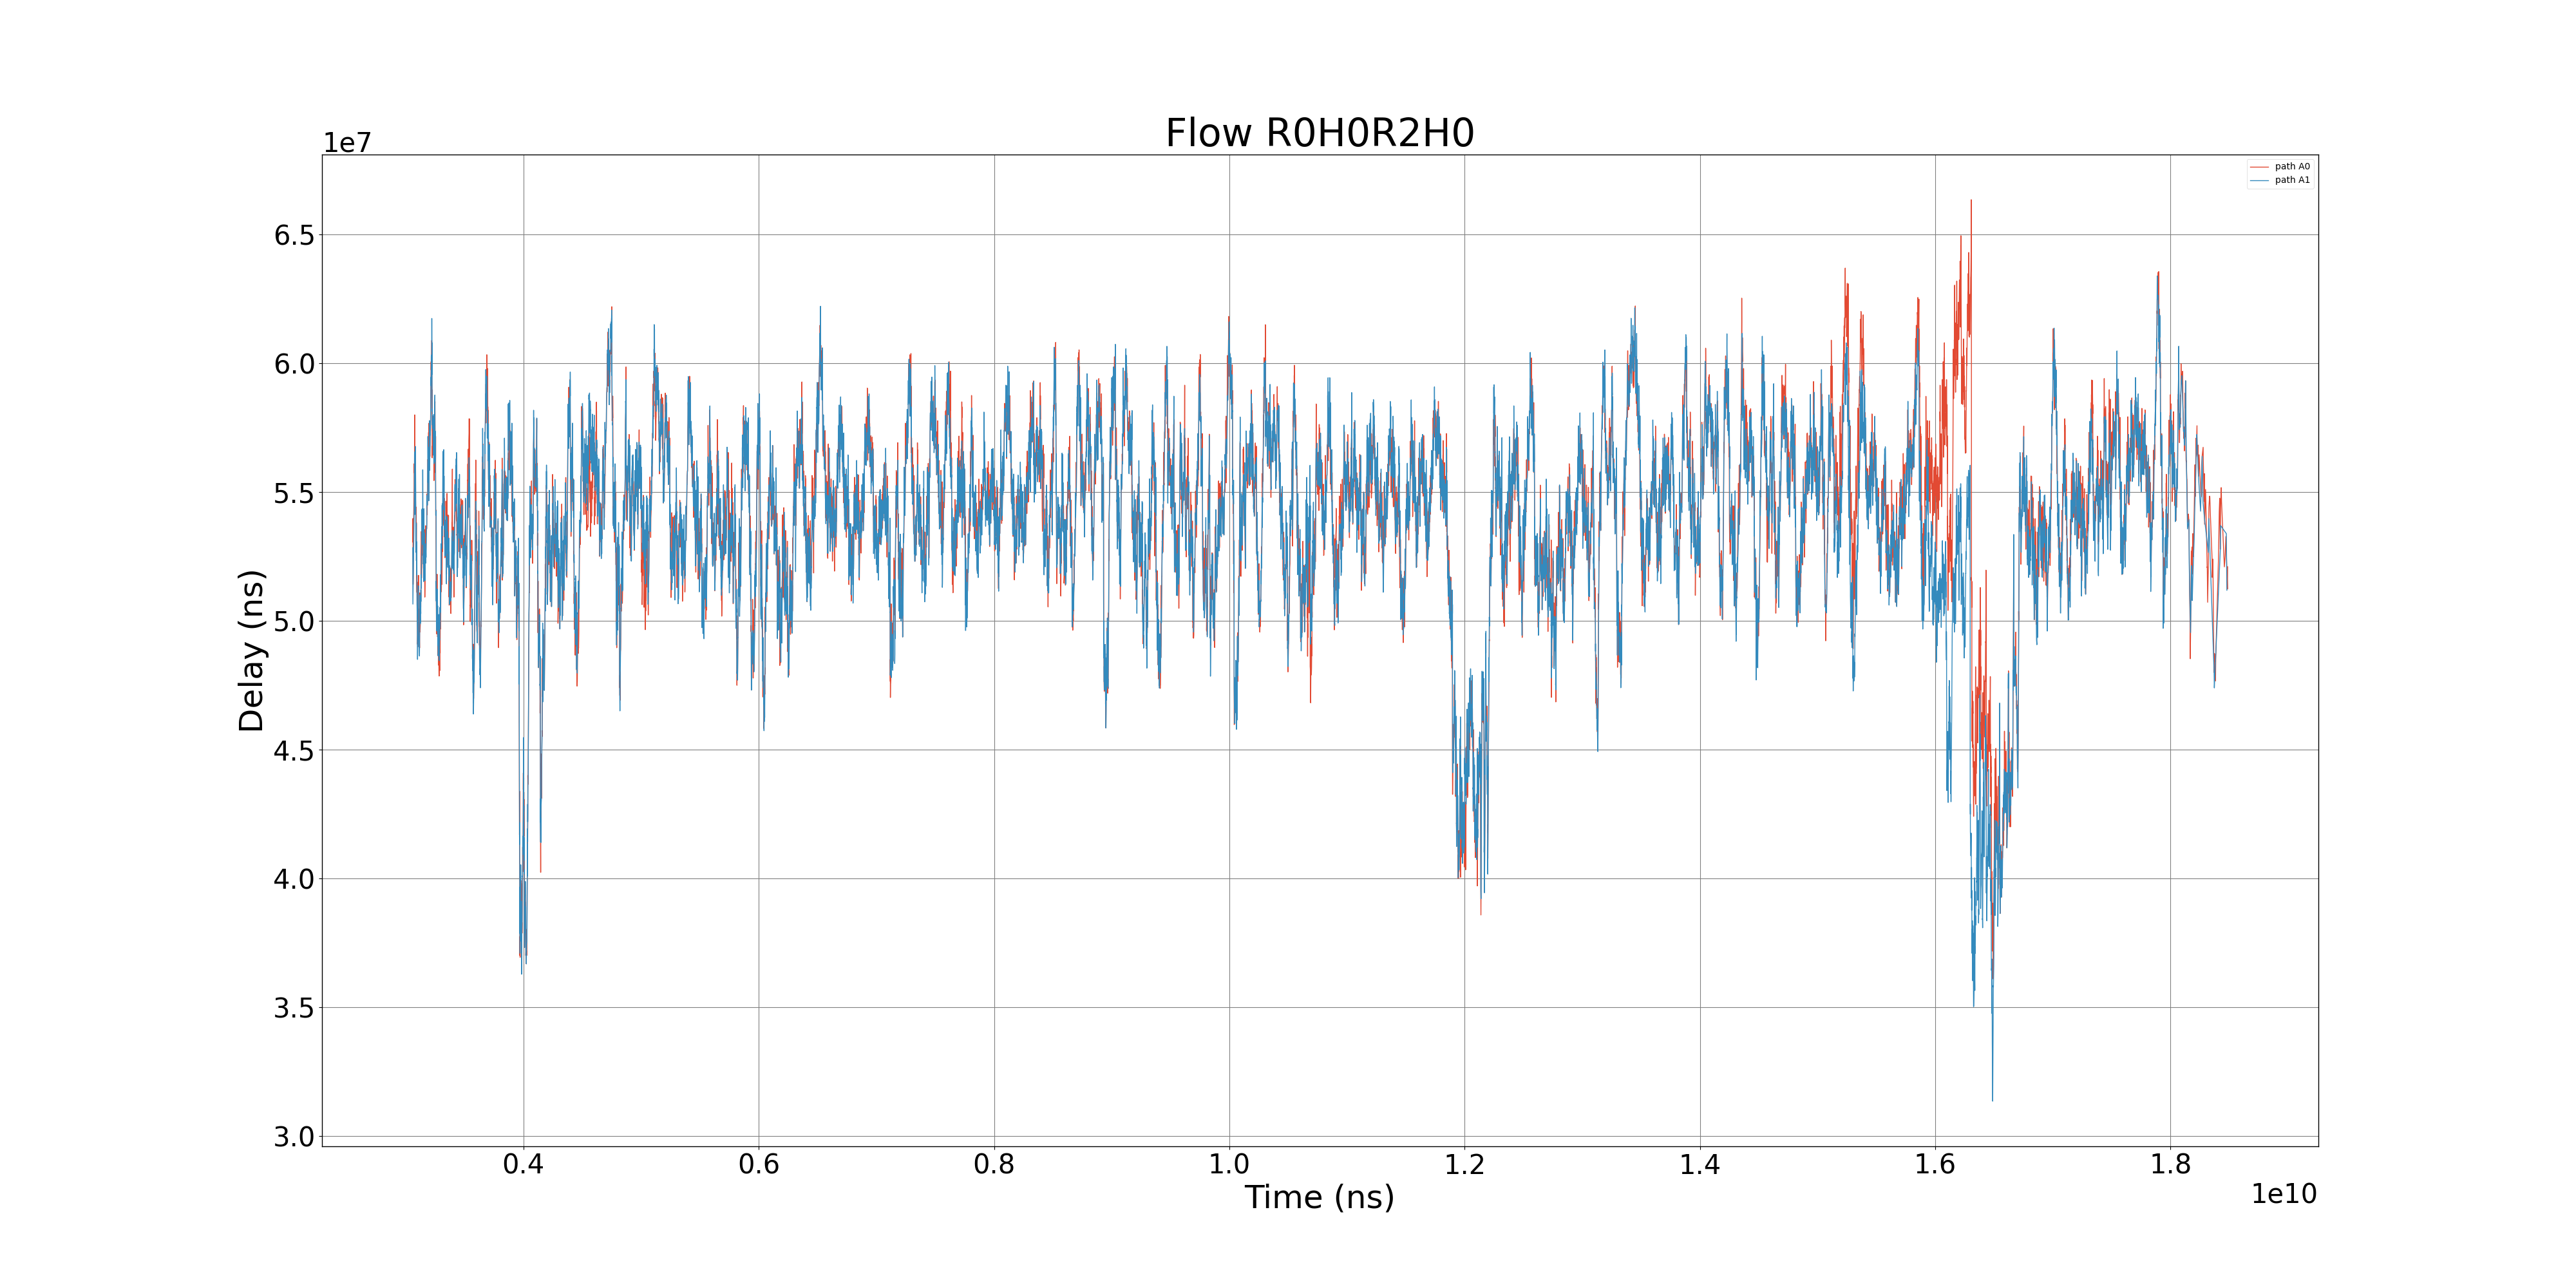 Flow R0H0R2H0
1e7
path A0
path A1
6.5
6.0
5.5
5.0
4.5
4.0
3.5
3.0
Delay (ns)
0.4 0.6 0.8 1.0 1.2 1.4 1.6 1.8
Time (ns)
1e10